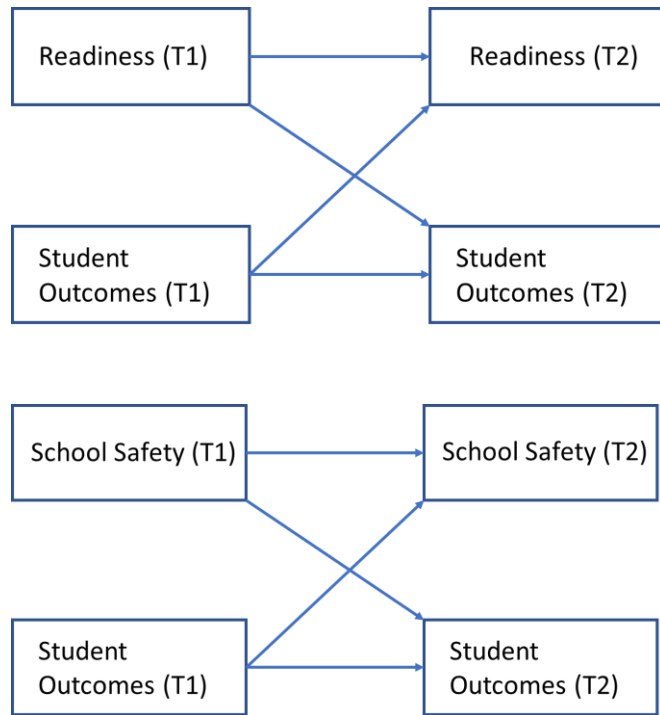 Readiness (T1)
Readiness (T2)
Student
Outcomes (T1)
Student
Outcomes (T2)
School Safety (T1)
School Safety (T2)
Student
Outcomes (T1)
Student
Outcomes (T2)